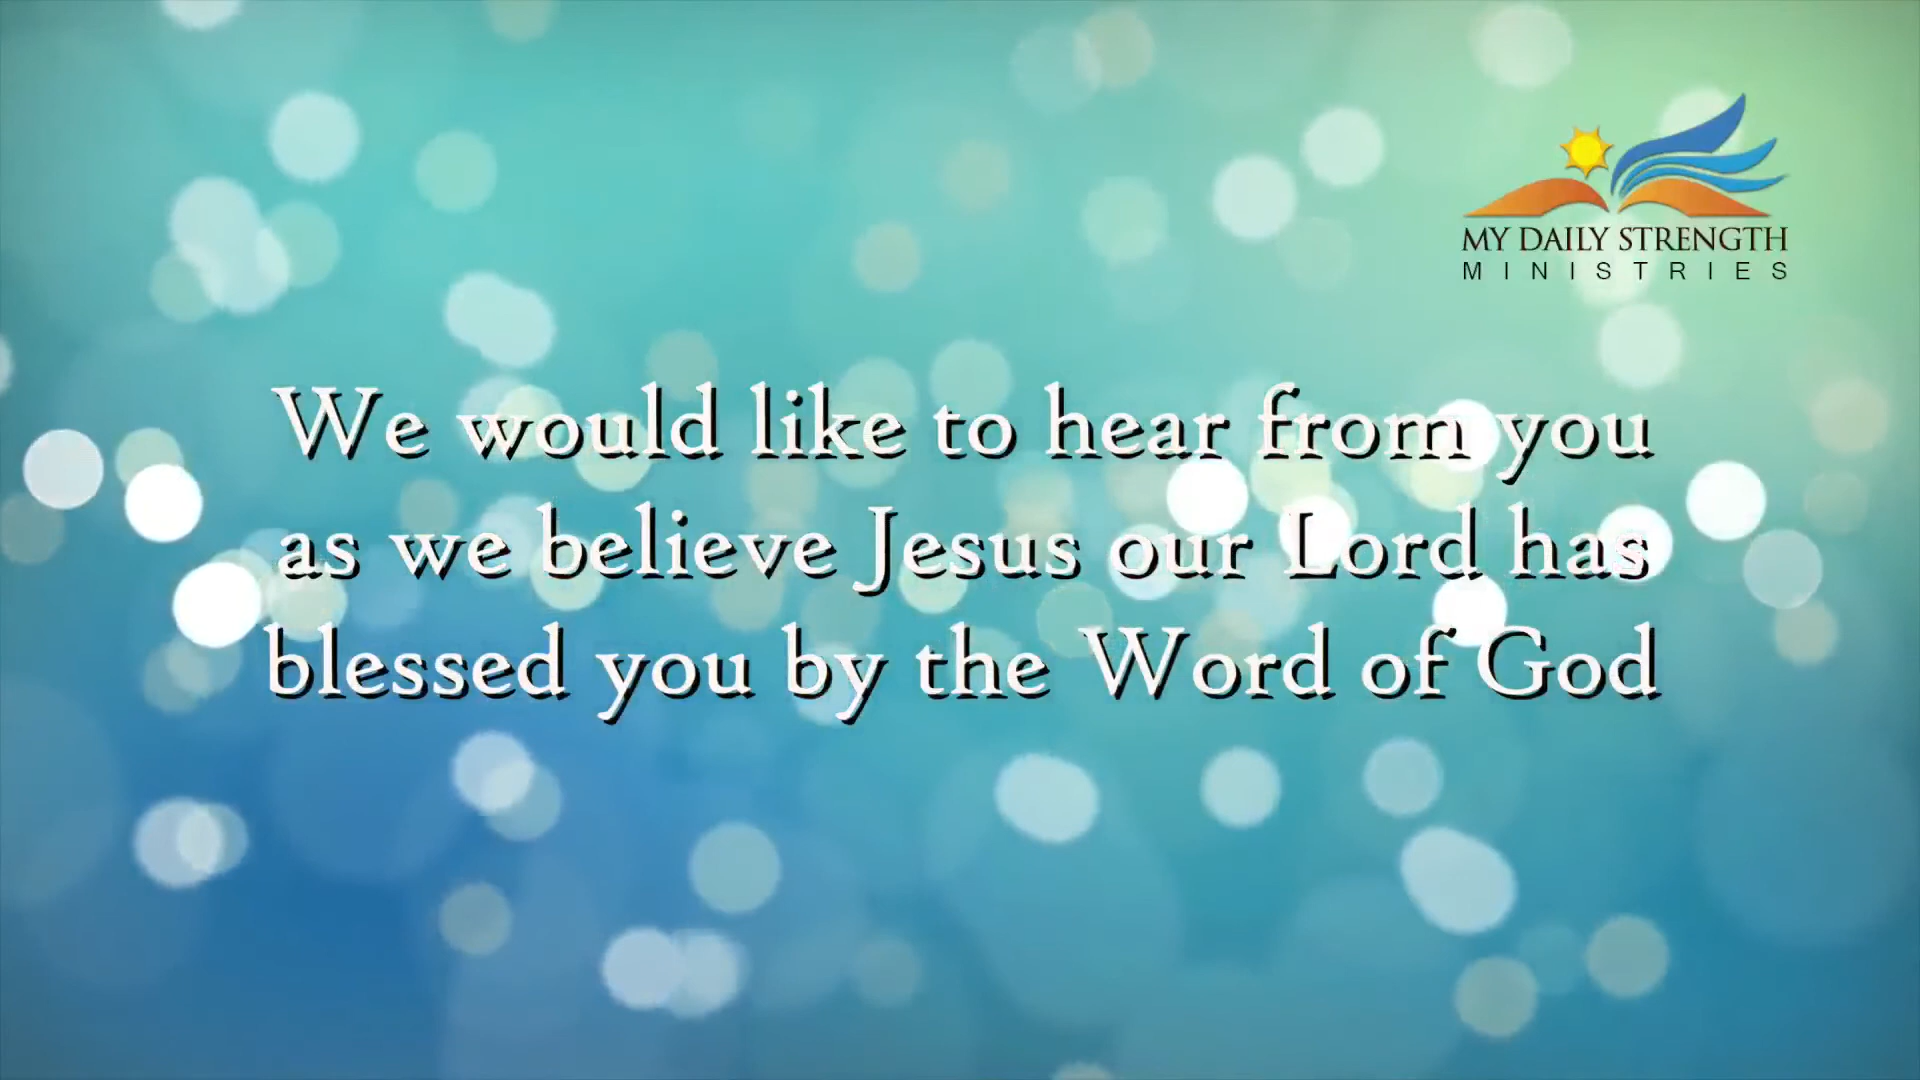 MY DAILY STRENGTH
MINISTRIES
We would like to hear from you
as we believe Jesus our Lord has
blessed you by the Word of God